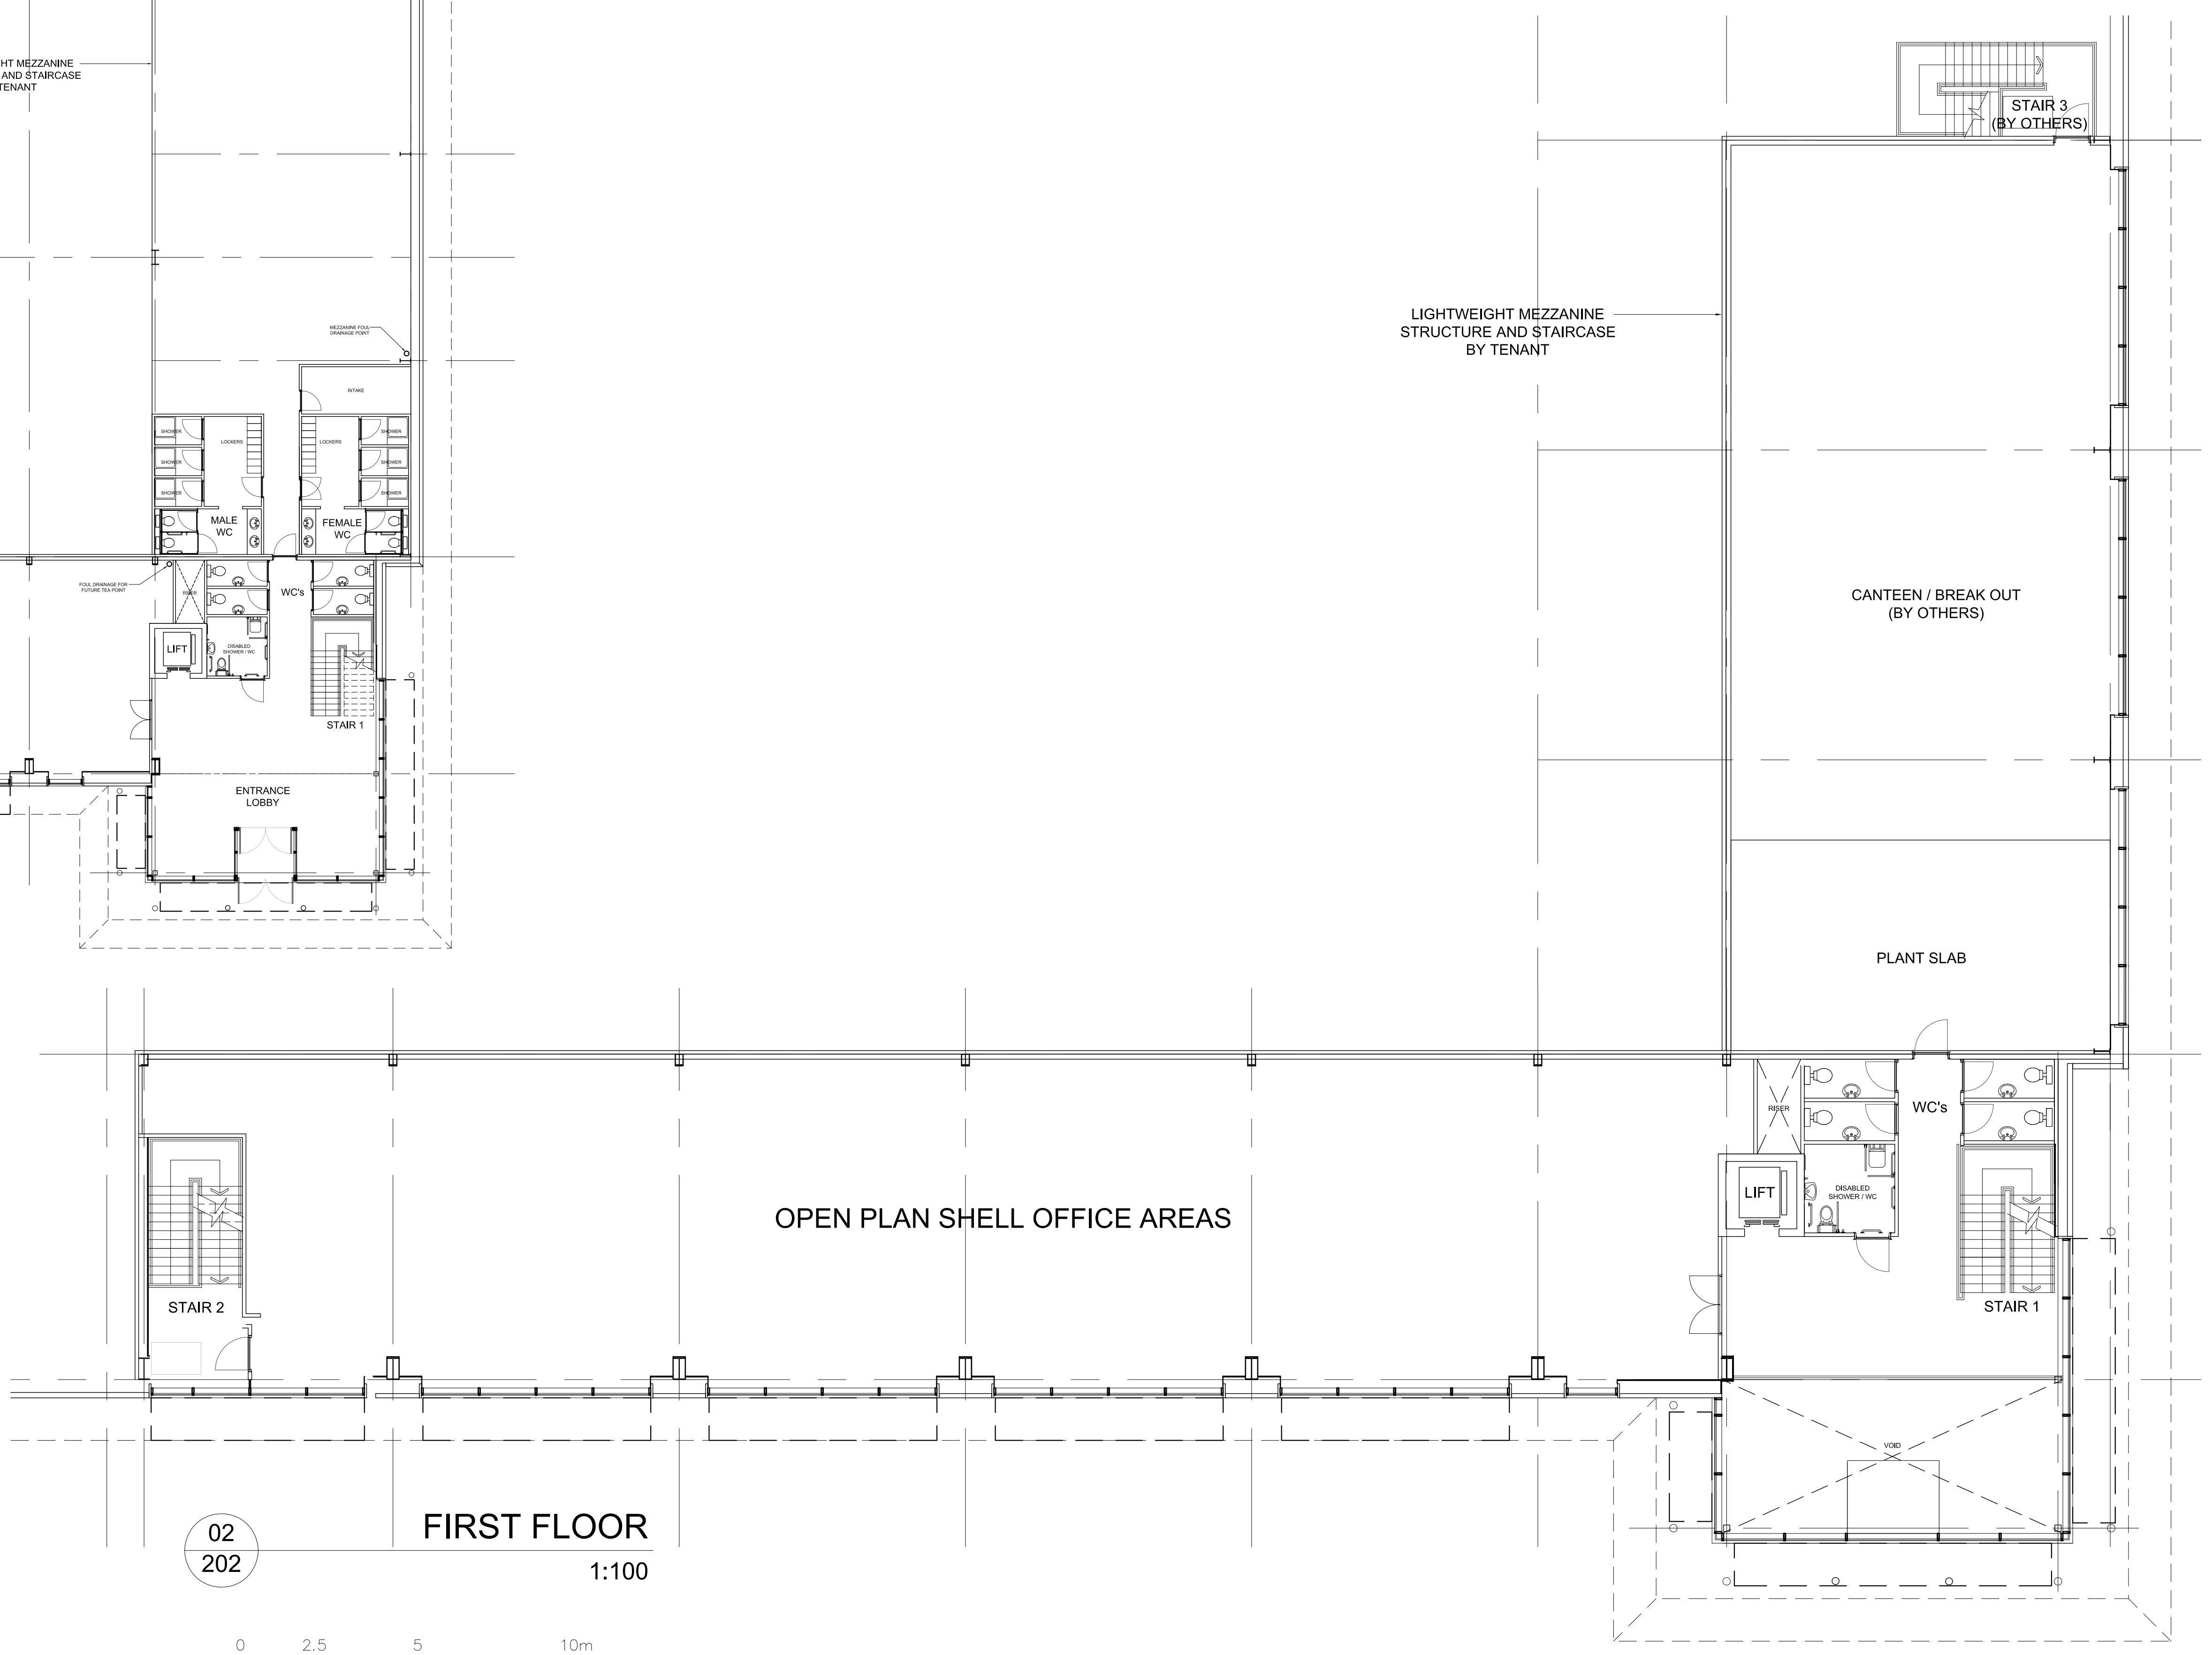 HT MEZZANINE
AND STAIRCASE
TENANT
MEZZANINE FOUL
DRAINAGE POINT
INTAKE
SHOWER
LOCKERS
LOCKERS
SHOWER
SHOWER
SHOWER
SHOWER
SHOWER
MALE
WC
FEMALE
WC
FOUL DRAINAGE FOR
FUTURE TEA POINT
RISER
WC's
LIFT
DISABLED
SHOWER / WC
STAIR 1
ENTRANCE
LOBBY
STAIR 3
(BY OTHERS)
LIGHTWEIGHT MEZZANINE
STRUCTURE AND STAIRCASE
BY TENANT
CANTEEN / BREAK OUT
(BY OTHERS)
PLANT SLAB
RISER
WC's
LIFT
DISABLED
SHOWER / WC
OPEN PLAN SHELL OFFICE AREAS
STAIR 2
STAIR 1
VOID
02
202
FIRST FLOOR
1:100
0 2.5 5 10m